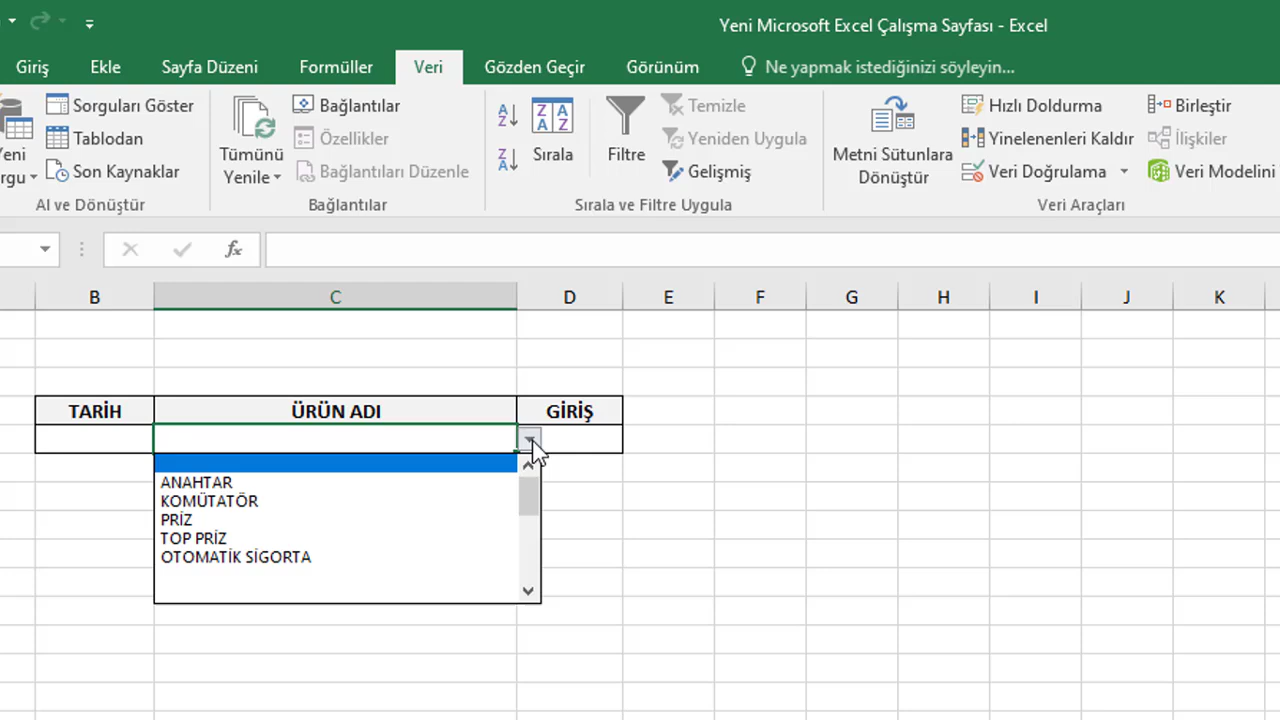 Yeni Microsoft Excel Çalışma Sayfası - Excel
Giriş Ekle Sayfa Düzeni Formüller Veri Gözden Geçir Görünüm Ne yapmak istediğinizi söyleyin...
Sorguları Göster
Tablodan
Son Kaynaklar
Al ve Dönüştür
Tümünü
Yenile
Bağlantılar
Özellikler
Bağlantıları Düzenle
Bağlantılar
Sırala
Filtre
Temizle
Yeniden Uygula
Gelişmiş
Sırala ve Filtre Uygula
Metni Sütunlara
Dönüştür
Hızlı Doldurma
Yinelenenleri Kaldır
Veri Doğrulama
Birleştir
İlişkiler
Veri Modelini
Veri Araçları
fx
B C D E F G H I J K
TARİH ÜRÜN ADI GİRİŞ
ANAHTAR
KOMÜTATÖR
PRİZ
TOP PRİZ
OTOMATİK SİGORTA